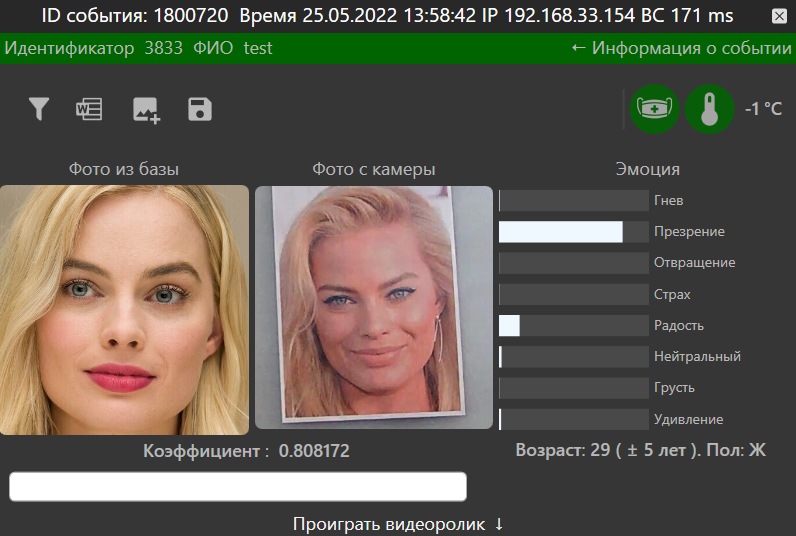 ID события: 1800720 Время 25.05.2022 13:58:42 IP 192.168.33.154 ВС 171 ms
Идентификатор 3833 ФИО test ← Информация о событии
-1 °C
Фото из базы Фото с камеры Эмоция
Гнев
Презрение
Отвращение
Страх
Радость
Нейтральный
Грусть
Удивление
Коэффициент : 0.808172 Возраст: 29 ( ± 5 лет ). Пол: Ж
Проиграть видеоролик ↓